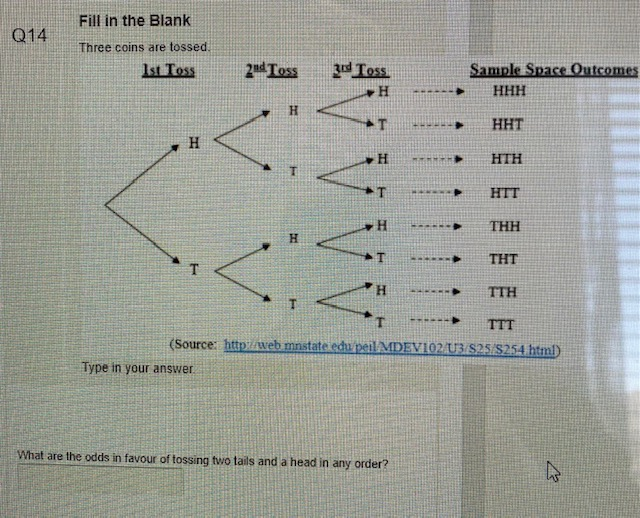 Q14
Fill in the Blank
Three coins are tossed.
1st Toss 2nd Toss 3rd Toss Sample Space Outcomes
H HHH
H
T HHT
H
H HTH
T
T HTT
H THH
H
T THT
T
H TTH
T
T TTT
(Source: http://web.mnstate.edu/peil/MDEV102/U3/S25/S254.html)
Type in your answer
What are the odds in favour of tossing two tails and a head in any order?